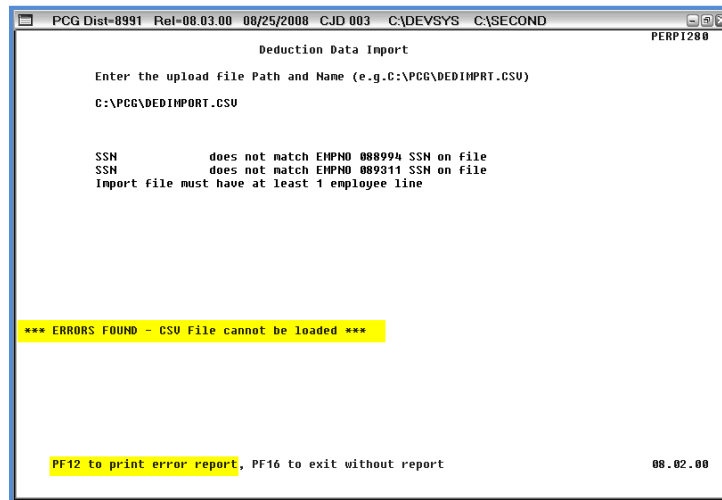 PCG Dist=8991 Rel=08.03.00 08/25/2008 CJD 003 C:\DEVSYS C:\SECOND
PERPI280
Deduction Data Import
Enter the upload file Path and Name (e.g.C:\PCG\DEDIMPRT.CSV)
C:\PCG\DEDIMPORT.CSV
SSN does not match EMPNO 088994 SSN on file
SSN does not match EMPNO 089311 SSN on file
Import file must have at least 1 employee line
*** ERRORS FOUND - CSV File cannot be loaded ***
PF12 to print error report, PF16 to exit without report
08.02.00